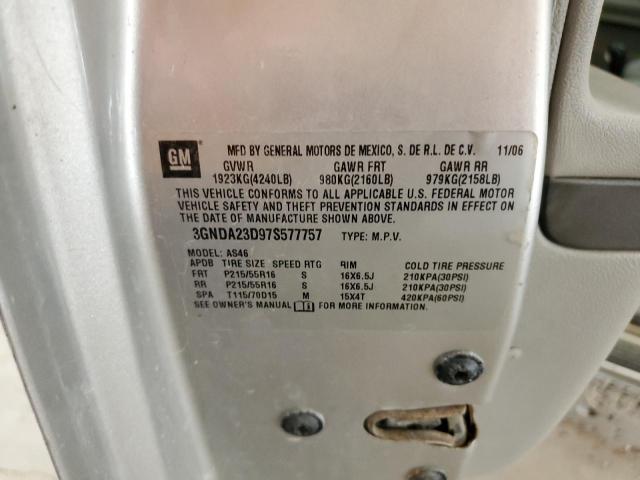 GM MFD BY GENERAL MOTORS DE MEXICO, S. DE R.L. DE C.V. 11/06
GVWR GAWR FRT GAWR RR
1923KG(4240LB) 980KG(2160LB) 979KG(2158LB)
THIS VEHICLE CONFORMS TO ALL APPLICABLE U.S. FEDERAL MOTOR
VEHICLE SAFETY AND THEFT PREVENTION STANDARDS IN EFFECT ON
THE DATE OF MANUFACTURE SHOWN ABOVE.
3GNDA23D97S577757 TYPE: M.P.V.
MODEL: AS46
APDB TIRE SIZE SPEED RTG RIM COLD TIRE PRESSURE
FRT P215/55R16 S 16X6.5J 210KPA(30PSI)
RR P215/55R16 S 16X6.5J 210KPA(30PSI)
SPA T115/70D15 M 15X4T 420KPA(60PSI)
SEE OWNER'S MANUAL FOR MORE INFORMATION.